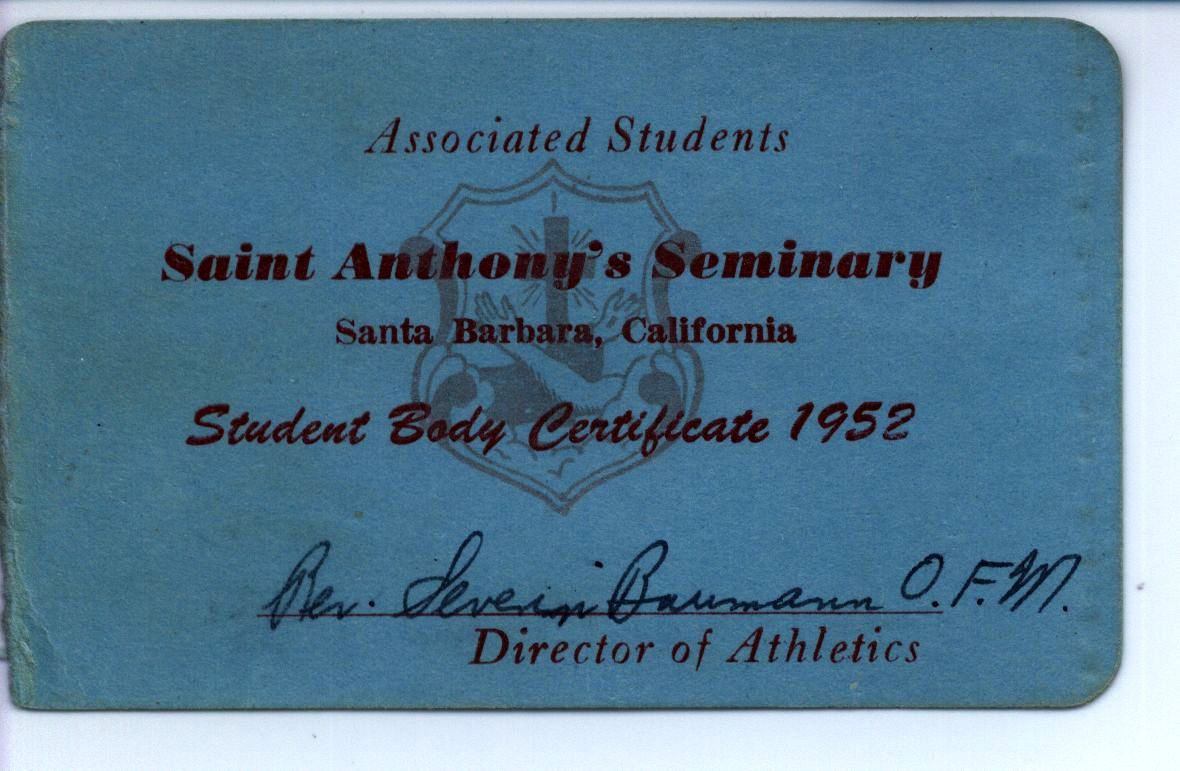 Associated Students
Saint Anthony's Seminary
Santa Barbara, California
Student Body Certificate 1952
Rev. Severin Baumann O.F.M.
Director of Athletics